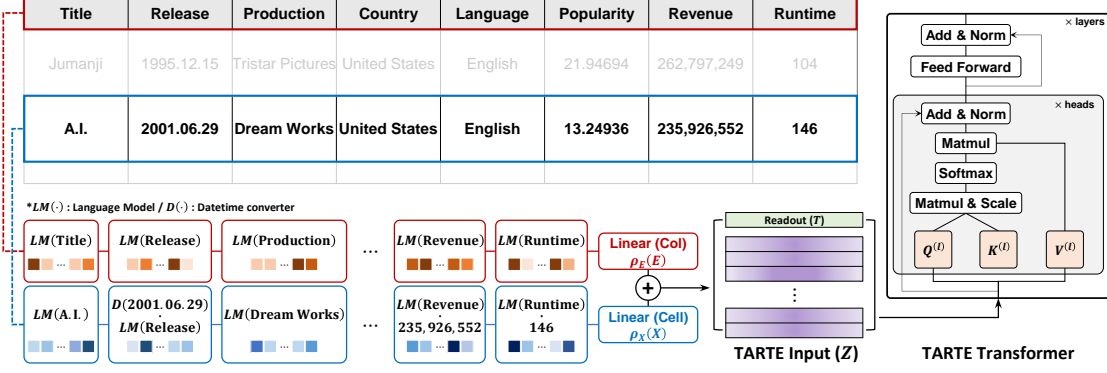 Title Release Production Country Language Popularity Revenue Runtime
Jumanji 1995.12.15 Tristar Pictures United States English 21.94694 262,797,249 104
A.I. 2001.06.29 Dream Works United States English 13.24936 235,926,552 146
*LM(·) : Language Model / D(·) : Datetime converter
LM(Title) LM(Release) LM(Production) ... LM(Revenue) LM(Runtime)
... ... ... ... ...
Linear (Col)
ρ_E(E)
+
LM(A.I.) D(2001.06.29) · LM(Release) LM(Dream Works) ... LM(Revenue) · 235,926,552 LM(Runtime) · 146
... ... ... ... ...
Linear (Cell)
ρ_X(X)
Readout (T)
⋮
TARTE Input (Z)
× layers
Add & Norm
Feed Forward
× heads
Add & Norm
Matmul
Softmax
Matmul & Scale
Q^(l) K^(l) V^(l)
TARTE Transformer